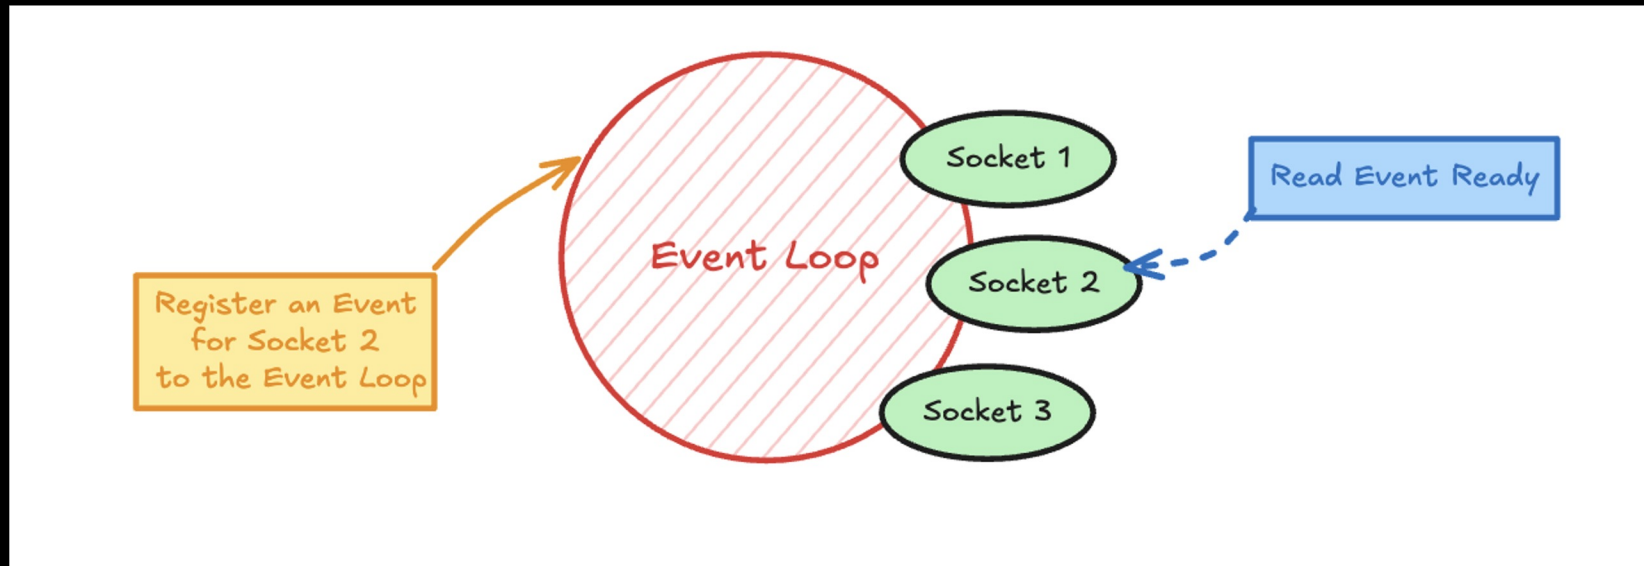 Socket 1
Read Event Ready
Event Loop
Socket 2
Register an Event
for Socket 2
to the Event Loop
Socket 3